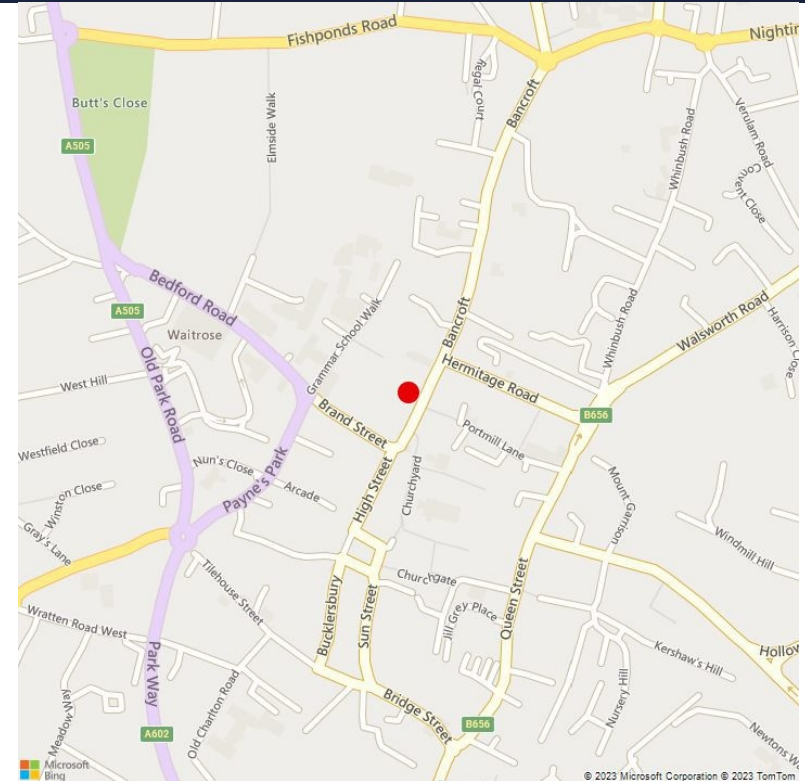 Fishponds Road
Nightin
Butt's Close
Elmside Walk
Regal Court
Bancroft
A505
Whinbush Road
Verulam Road
Convent Close
Bedford Road
A505
Waitrose
Grammar School Walk
Bancroft
Whinbush Road
Walsworth Road
Harrison Close
Old Park Road
West Hill
Hermitage Road
B656
Brand Street
Portmill Lane
Westfield Close
Nun's Close
Payne's Park
Arcade
High Street
Churchyard
Mount Garrison
Winston Close
Gray's Lane
Windmill Hill
Tilehouse Street
Churchgate
Queen Street
Wratten Road West
Bucklersbury
Sun Street
Jill Grey Place
Kershaw's Hill
Hollow
Park Way
Meadow Way
Old Charlton Road
Nursery Hill
Bridge Street
B656
A602
Newtons W
Microsoft
Bing
© 2023 Microsoft Corporation © 2023 TomTom